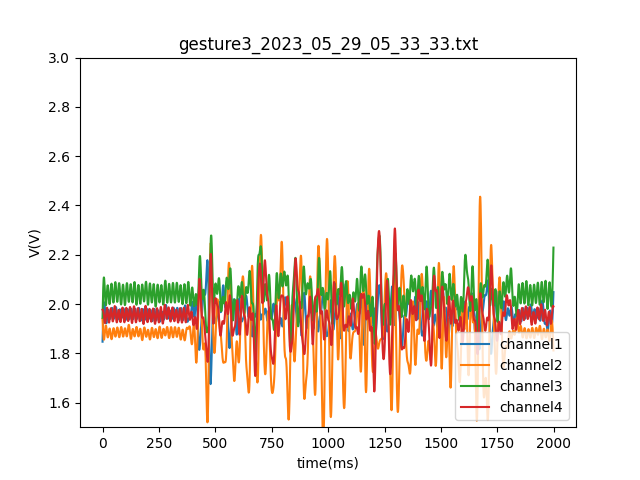 gesture3_2023_05_29_05_33_33.txt
3.0
2.8
2.6
2.4
2.2
2.0
1.8
1.6
V(V)
channel1
channel2
channel3
channel4
0 250 500 750 1000 1250 1500 1750 2000
time(ms)